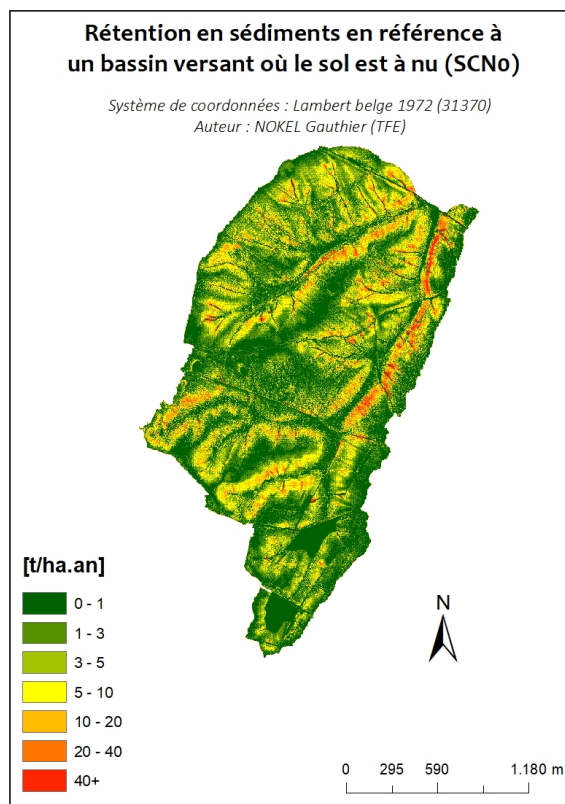 Rétention en sédiments en référence à
un bassin versant où le sol est à nu (SCN0)
Système de coordonnées : Lambert belge 1972 (31370)
Auteur : NOKEL Gauthier (TFE)
[t/ha.an]
0 - 1
1 - 3
3 - 5
5 - 10
10 - 20
20 - 40
40+
N
0 295 590 1.180 m